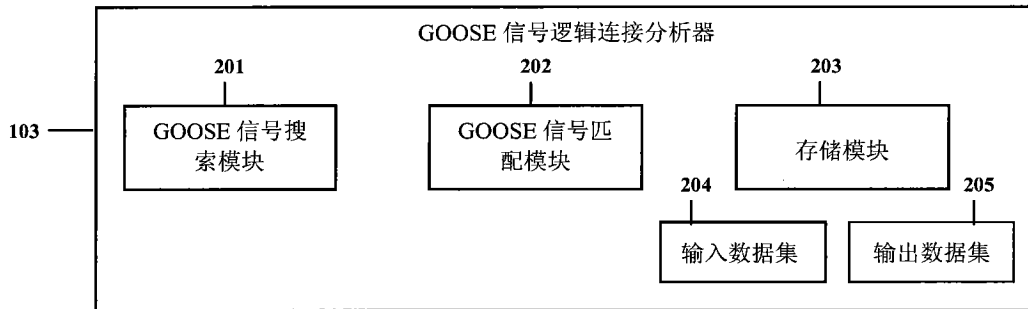 GOOSE 信号逻辑连接分析器
201
202
203
103
GOOSE 信号搜
索模块
GOOSE 信号匹
配模块
存储模块
204
205
输入数据集
输出数据集